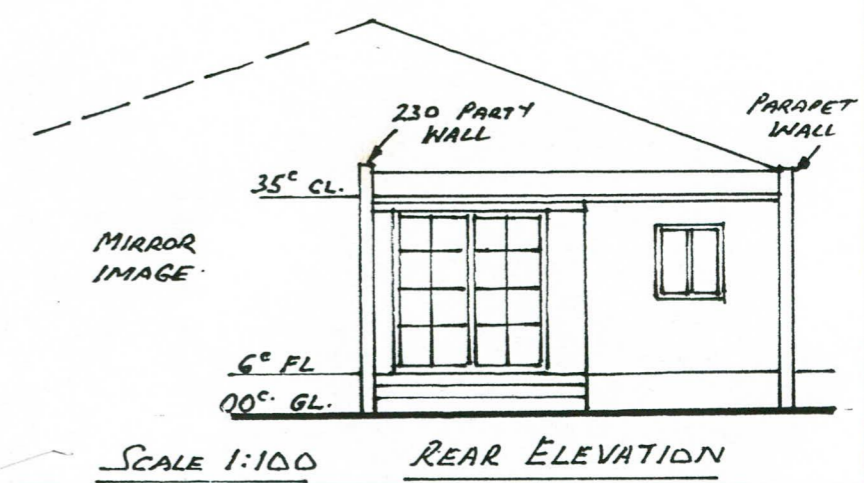 230 PARTY
WALL
PARAPET
WALL
35c CL.
MIRROR
IMAGE.
6c FL
00c. GL.
SCALE 1:100
REAR ELEVATION